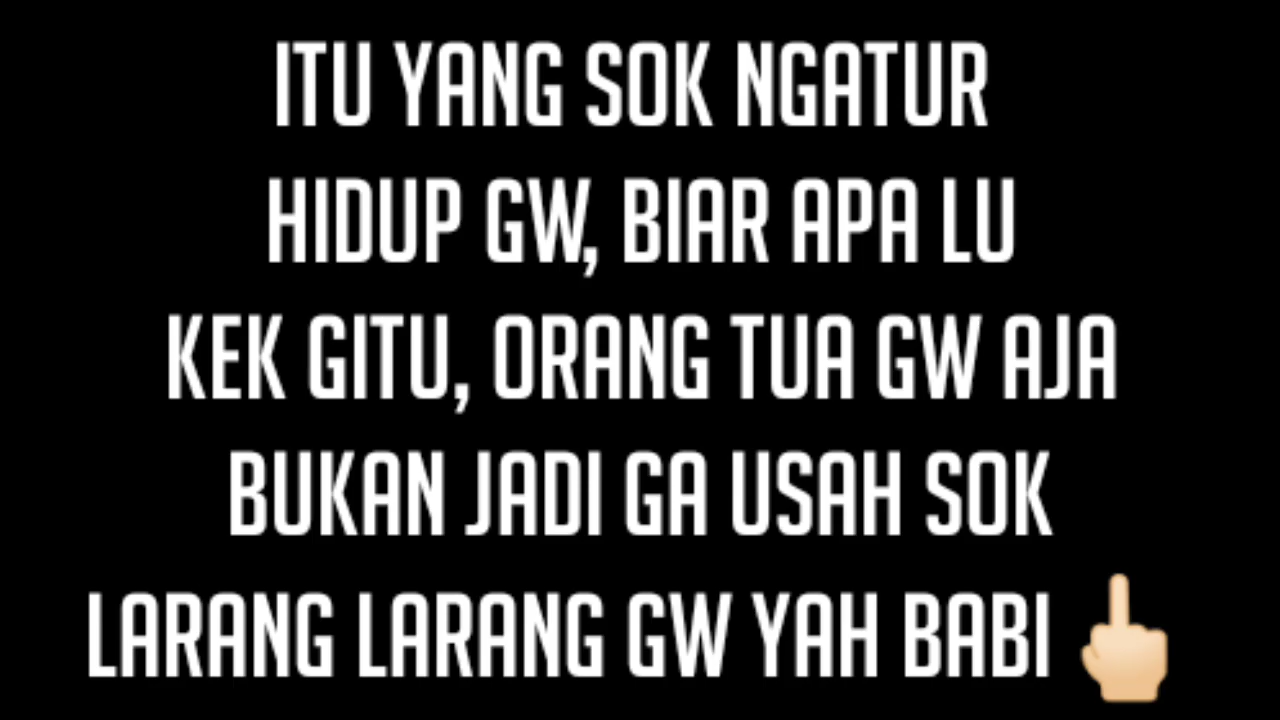 ITU YANG SOK NGATUR
HIDUP GW, BIAR APA LU
KEK GITU, ORANG TUA GW AJA
BUKAN JADI GA USAH SOK
LARANG LARANG GW YAH BABI 🖕🏻